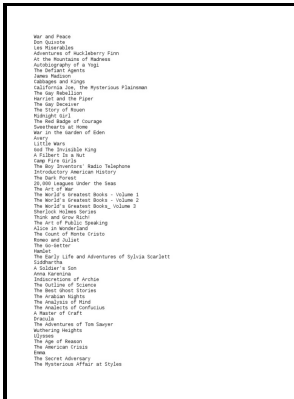 War and Peace
Don Quixote
Les Miserables
Adventures of Huckleberry Finn
At the Mountains of Madness
Autobiography of a Yogi
The Defiant Agents
James Madison
Cabbages and Kings
California Joe, the Mysterious Plainsman
The Gay Rebellion
Harriet and the Piper
The Gay Deceiver
The Story of Rouen
Midnight Girl
The Red Badge of Courage
Sweethearts at Home
War in the Garden of Eden
Avery
Little Wars
God The Invisible King
A Filbert Is a Nut
Camp Fire Girls
The Boy Inventors' Radio Telephone
Introductory American History
The Dark Forest
20,000 Leagues Under the Seas
The Art of War
The World's Greatest Books - Volume 1
The World's Greatest Books - Volume 2
The World's Greatest Books_ Volume 3
Sherlock Holmes Series
Think and Grow Rich!
The Art of Public Speaking
Alice in Wonderland
The Count of Monte Cristo
Romeo and Juliet
The Go-Getter
Hamlet
The Early Life and Adventures of Sylvia Scarlett
Siddhartha
A Soldier's Son
Anna Karenina
Indiscretions of Archie
The Outline of Science
The Best Ghost Stories
The Arabian Nights
The Analysis of Mind
The Analects of Confucius
A Master of Craft
Dracula
The Adventures of Tom Sawyer
Wuthering Heights
Ulysses
The Age of Reason
The American Crisis
Emma
The Secret Adversary
The Mysterious Affair at Styles